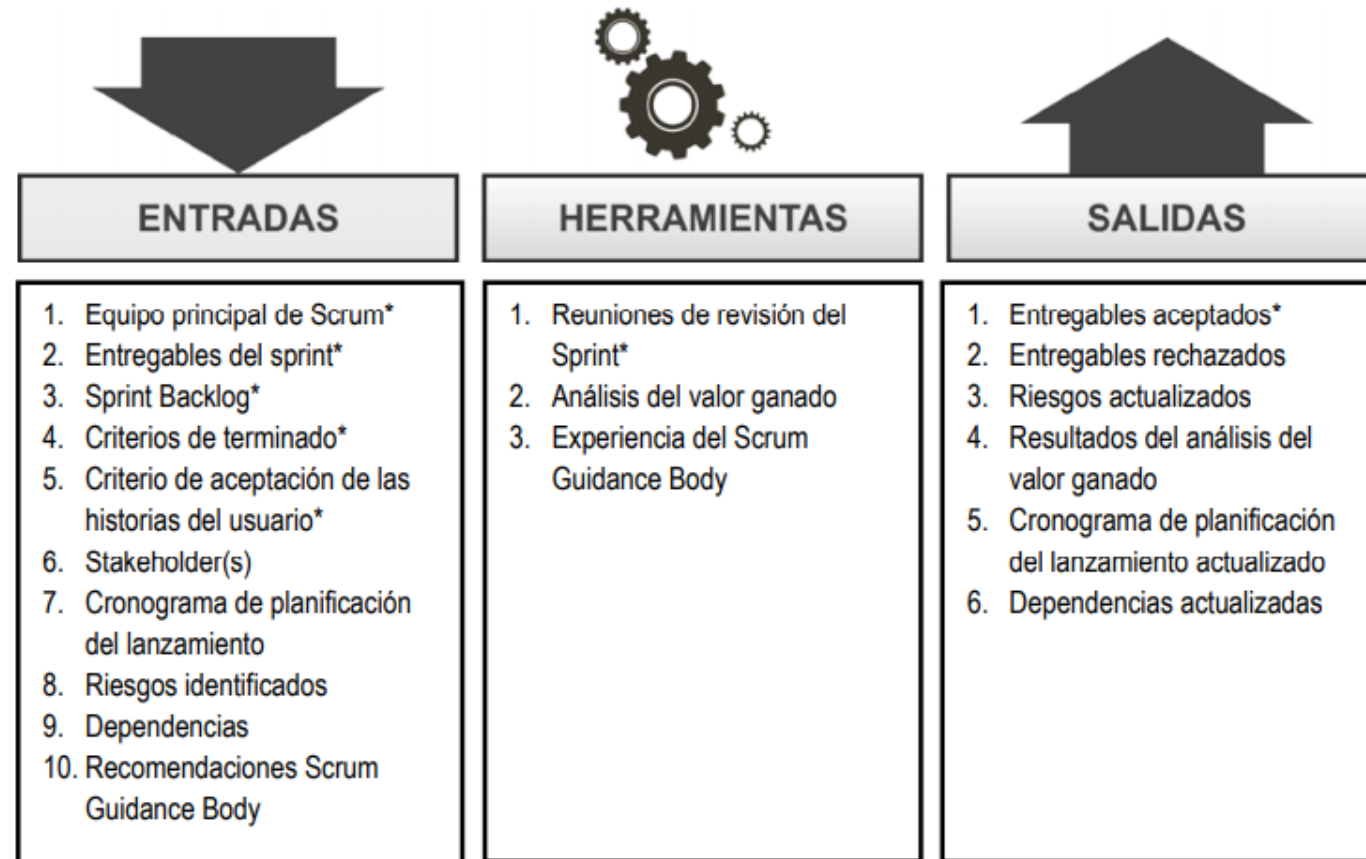 ENTRADAS
1. Equipo principal de Scrum*
2. Entregables del sprint*
3. Sprint Backlog*
4. Criterios de terminado*
5. Criterio de aceptación de las
historias del usuario*
6. Stakeholder(s)
7. Cronograma de planificación
del lanzamiento
8. Riesgos identificados
9. Dependencias
10. Recomendaciones Scrum
Guidance Body
HERRAMIENTAS
1. Reuniones de revisión del
Sprint*
2. Análisis del valor ganado
3. Experiencia del Scrum
Guidance Body
SALIDAS
1. Entregables aceptados*
2. Entregables rechazados
3. Riesgos actualizados
4. Resultados del análisis del
valor ganado
5. Cronograma de planificación
del lanzamiento actualizado
6. Dependencias actualizadas